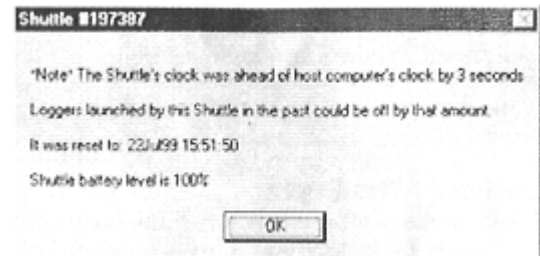 Shuttle #197387
*Note* The Shuttle's clock was ahead of host computer's clock by 3 seconds
Loggers launched by this Shuttle in the past could be off by that amount.
It was reset to: 22Jul99 15:51:50
Shuttle battery level is 100%
OK